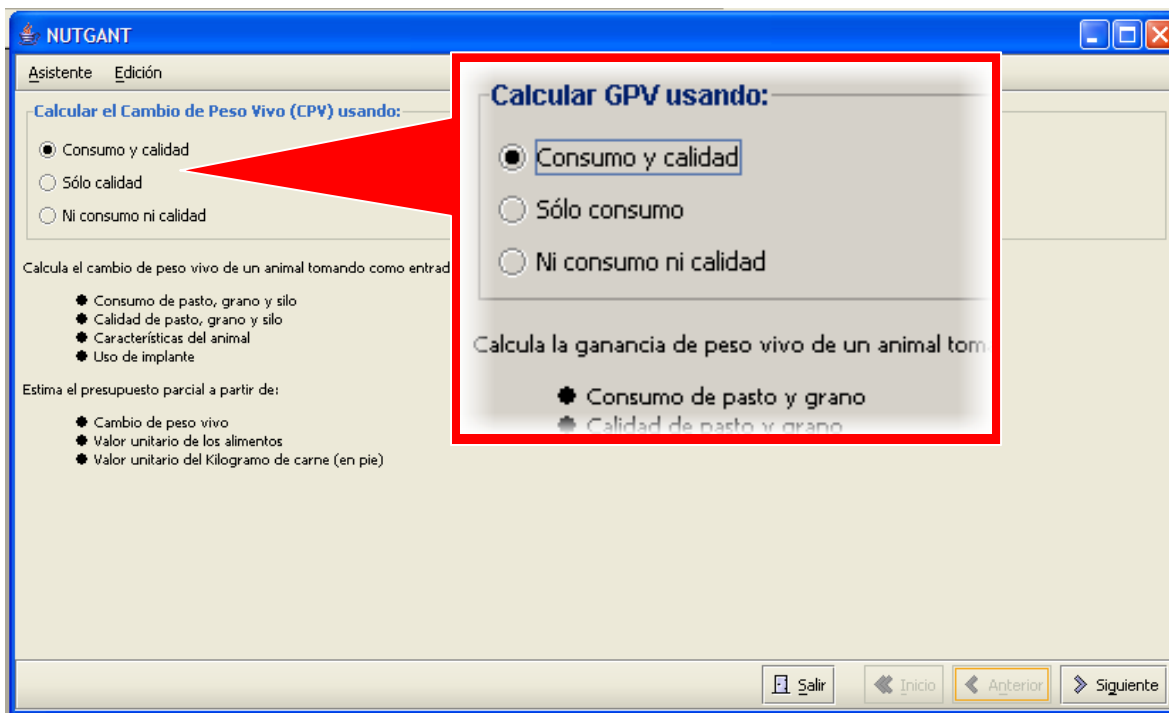 NUTGANT
Asistente Edición
Calcular el Cambio de Peso Vivo (CPV) usando:
Consumo y calidad
Sólo calidad
Ni consumo ni calidad
Calcula el cambio de peso vivo de un animal tomando como entrad
Consumo de pasto, grano y silo
Calidad de pasto, grano y silo
Características del animal
Uso de implante
Estima el presupuesto parcial a partir de:
Cambio de peso vivo
Valor unitario de los alimentos
Valor unitario del Kilogramo de carne (en pie)
Calcular GPV usando:
Consumo y calidad
Sólo consumo
Ni consumo ni calidad
Calcula la ganancia de peso vivo de un animal tom
Consumo de pasto y grano
Calidad de pasto y grano
Salir Inicio Anterior Siguiente